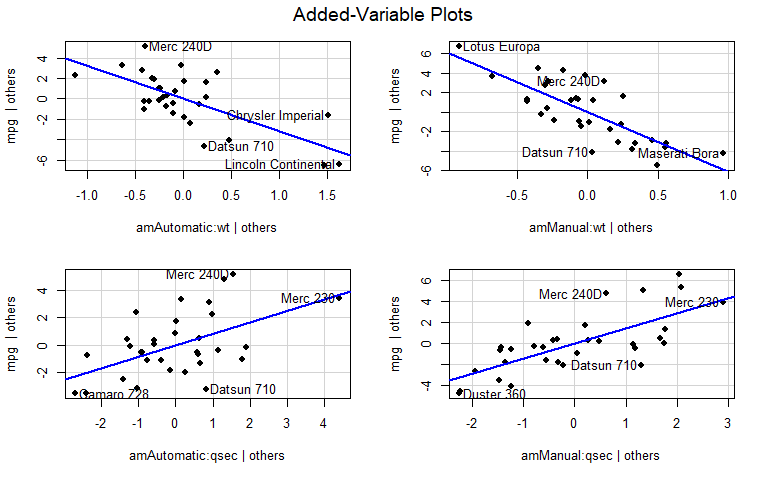 Added-Variable Plots
mpg | others
4
2
0
-2
-6
Merc 240D
Chrysler Imperial
Datsun 710
Lincoln Continental
-1.0 -0.5 0.0 0.5 1.0 1.5
amAutomatic:wt | others
mpg | others
6
4
2
0
-2
-6
Lotus Europa
Merc 240D
Datsun 710
Maserati Bora
-0.5 0.0 0.5 1.0
amManual:wt | others
mpg | others
4
2
0
-2
Merc 240D
Merc 230
Camaro Z28
Datsun 710
-2 -1 0 1 2 3 4
amAutomatic:qsec | others
mpg | others
6
4
2
0
-4
Merc 240D
Merc 230
Datsun 710
Duster 360
-2 -1 0 1 2 3
amManual:qsec | others